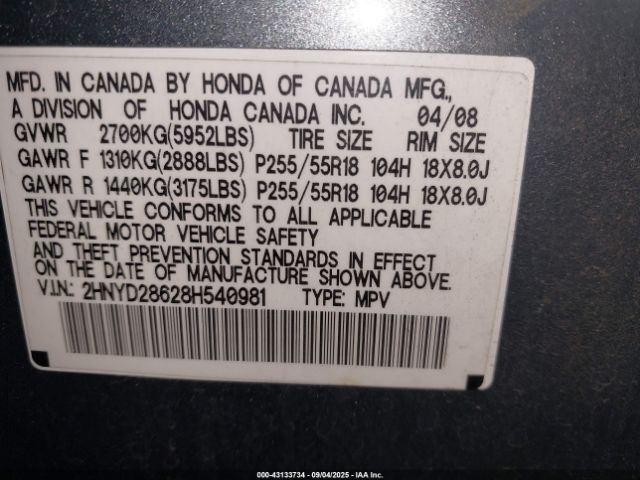 MFD. IN CANADA BY HONDA OF CANADA MFG.,
A DIVISION OF HONDA CANADA INC. 04/08
GVWR 2700KG(5952LBS) TIRE SIZE RIM SIZE
GAWR F 1310KG(2888LBS) P255/55R18 104H 18X8.0J
GAWR R 1440KG(3175LBS) P255/55R18 104H 18X8.0J
THIS VEHICLE CONFORMS TO ALL APPLICABLE
FEDERAL MOTOR VEHICLE SAFETY
AND THEFT PREVENTION STANDARDS IN EFFECT
ON THE DATE OF MANUFACTURE SHOWN ABOVE.
V.I.N.: 2HNYD28628H540981 TYPE: MPV
000-43133734 - 09/04/2025 - IAA Inc.